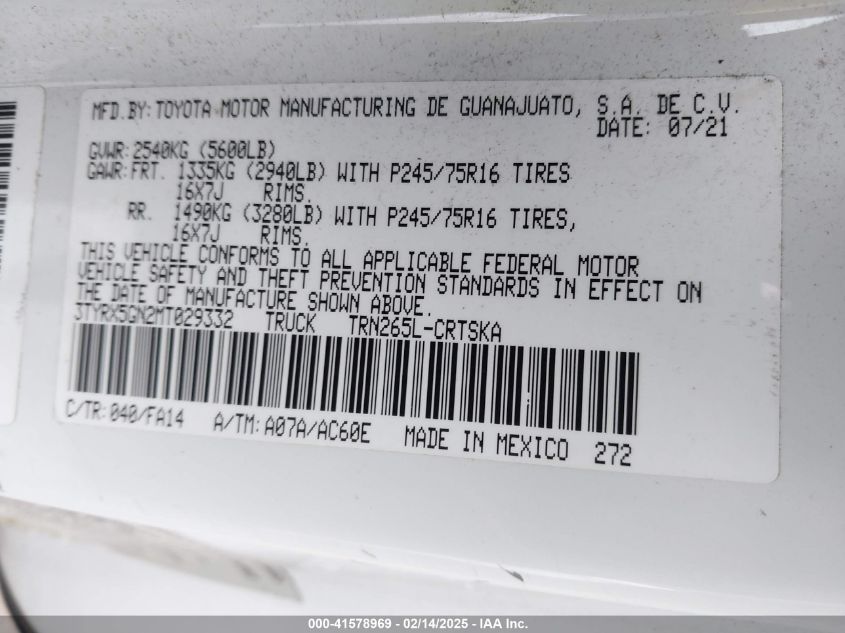 MFD.BY:TOYOTA MOTOR MANUFACTURING DE GUANAJUATO, S.A. DE C.V.
DATE: 07/21
GVWR:2540KG (5600LB)
GAWR:FRT. 1335KG (2940LB) WITH P245/75R16 TIRES
16X7J RIMS.
RR. 1490KG (3280LB) WITH P245/75R16 TIRES,
16X7J RIMS.
THIS VEHICLE CONFORMS TO ALL APPLICABLE FEDERAL MOTOR
VEHICLE SAFETY AND THEFT PREVENTION STANDARDS IN EFFECT ON
THE DATE OF MANUFACTURE SHOWN ABOVE.
3TYRX5GN2MT029332 TRUCK TRN265L-CRTSKA
C/TR:040/FA14 A/TM:A07A/AC60E MADE IN MEXICO 272
000-41578969 - 02/14/2025 - IAA Inc.